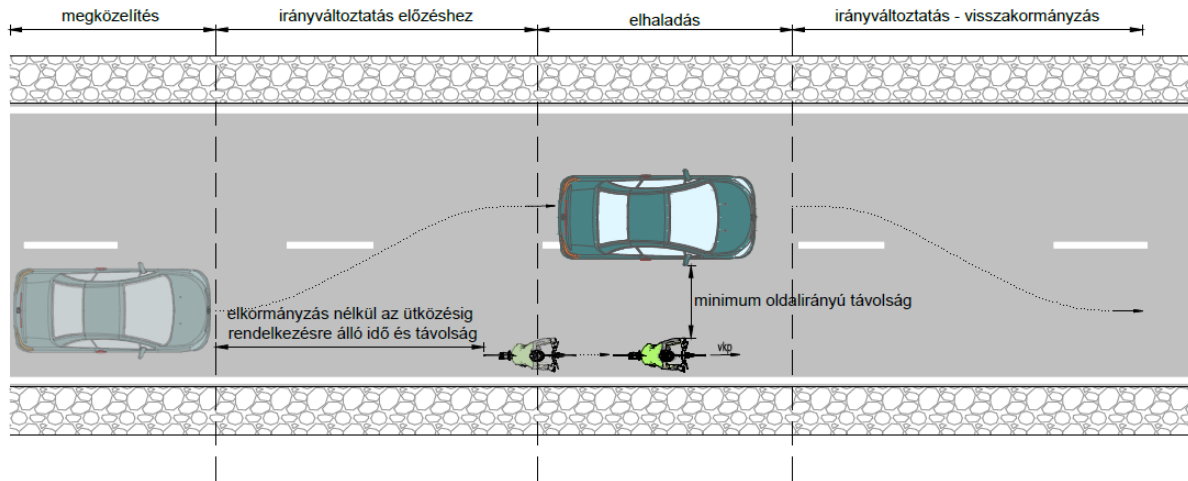 megközelítés
irányváltoztatás előzéshez
elhaladás
irányváltoztatás - visszakormányzás
elkormányzás nélkül az ütközésig
rendelkezésre álló idő és távolság
minimum oldalirányú távolság
vkp